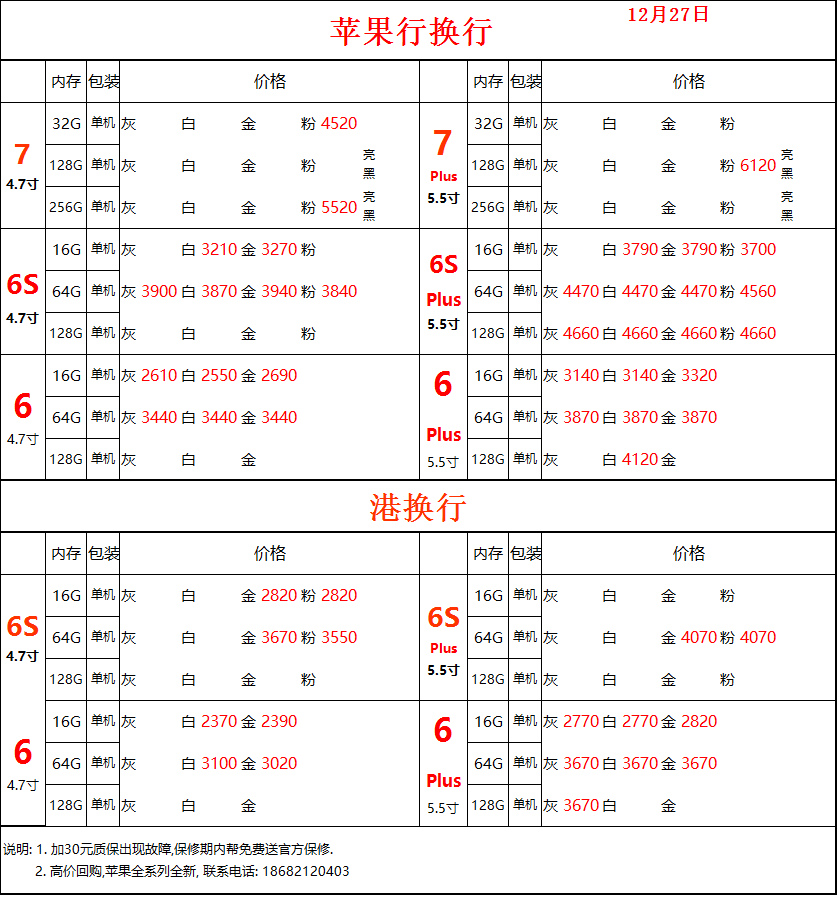 苹果行换行
12月27日
内存 包装 价格 内存 包装 价格
7
4.7寸
32G 单机 灰 白 金 粉 4520
128G 单机 灰 白 金 粉 亮黑
256G 单机 灰 白 金 粉 5520 亮黑
7
Plus
5.5寸
32G 单机 灰 白 金 粉
128G 单机 灰 白 金 粉 6120 亮黑
256G 单机 灰 白 金 粉 亮黑
6S
4.7寸
16G 单机 灰 白 3210 金 3270 粉
64G 单机 灰 3900 白 3870 金 3940 粉 3840
128G 单机 灰 白 金 粉
6S
Plus
5.5寸
16G 单机 灰 白 3790 金 3790 粉 3700
64G 单机 灰 4470 白 4470 金 4470 粉 4560
128G 单机 灰 4660 白 4660 金 4660 粉 4660
6
4.7寸
16G 单机 灰 2610 白 2550 金 2690
64G 单机 灰 3440 白 3440 金 3440
128G 单机 灰 白 金
6
Plus
5.5寸
16G 单机 灰 3140 白 3140 金 3320
64G 单机 灰 3870 白 3870 金 3870
128G 单机 灰 白 4120 金
港换行
内存 包装 价格 内存 包装 价格
6S
4.7寸
16G 单机 灰 白 金 2820 粉 2820
64G 单机 灰 白 金 3670 粉 3550
128G 单机 灰 白 金 粉
6S
Plus
5.5寸
16G 单机 灰 白 金 粉
64G 单机 灰 白 金 4070 粉 4070
128G 单机 灰 白 金 粉
6
4.7寸
16G 单机 灰 白 2370 金 2390
64G 单机 灰 白 3100 金 3020
128G 单机 灰 白 金
6
Plus
5.5寸
16G 单机 灰 2770 白 2770 金 2820
64G 单机 灰 3670 白 3670 金 3670
128G 单机 灰 3670 白 金
说明: 1. 加30元质保出现故障,保修期内帮免费送官方保修.
2. 高价回购,苹果全系列全新, 联系电话: 18682120403